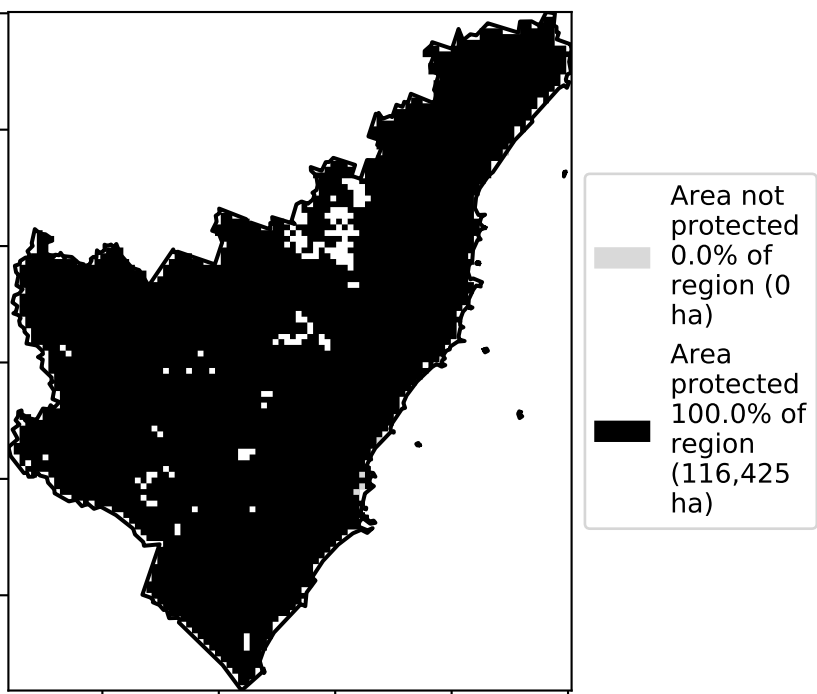 Area not
protected
0.0% of
region (0
ha)
Area
protected
100.0% of
region
(116,425
ha)